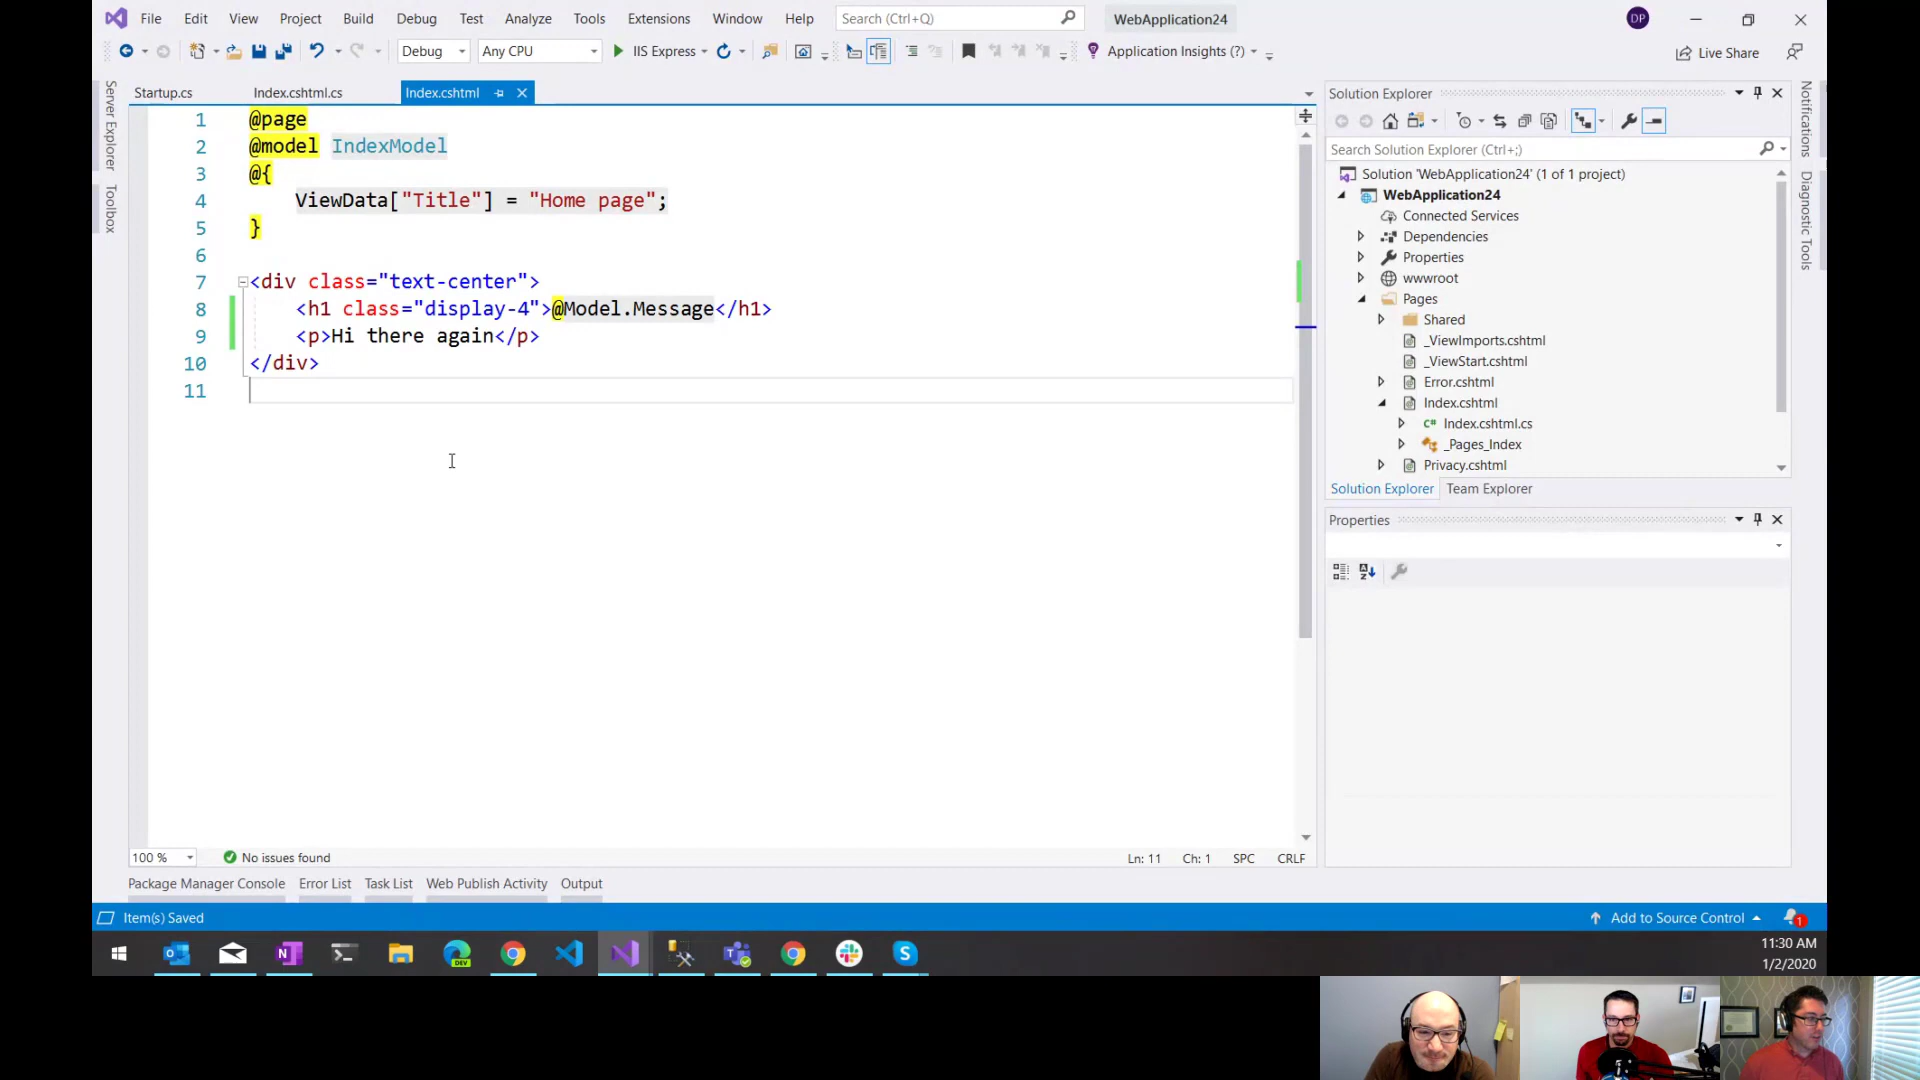 File Edit View Project Build Debug Test Analyze Tools Extensions Window Help Search (Ctrl+Q) WebApplication24 DP
Debug Any CPU IIS Express Application Insights (?) Live Share
Server Explorer
Toolbox
Startup.cs Index.cshtml.cs Index.cshtml
1 @page
2 @model IndexModel
3 @{
4 ViewData["Title"] = "Home page";
5 }
6
7 <div class="text-center">
8 <h1 class="display-4">@Model.Message</h1>
9 <p>Hi there again</p>
10 </div>
11
100 % No issues found Ln: 11 Ch: 1 SPC CRLF
Package Manager Console Error List Task List Web Publish Activity Output
Solution Explorer
Search Solution Explorer (Ctrl+;)
Solution 'WebApplication24' (1 of 1 project)
WebApplication24
Connected Services
Dependencies
Properties
wwwroot
Pages
Shared
_ViewImports.cshtml
_ViewStart.cshtml
Error.cshtml
Index.cshtml
C# Index.cshtml.cs
_Pages_Index
Privacy.cshtml
Solution Explorer Team Explorer
Properties
Notifications
Diagnostic Tools
Item(s) Saved Add to Source Control 1
11:30 AM
1/2/2020